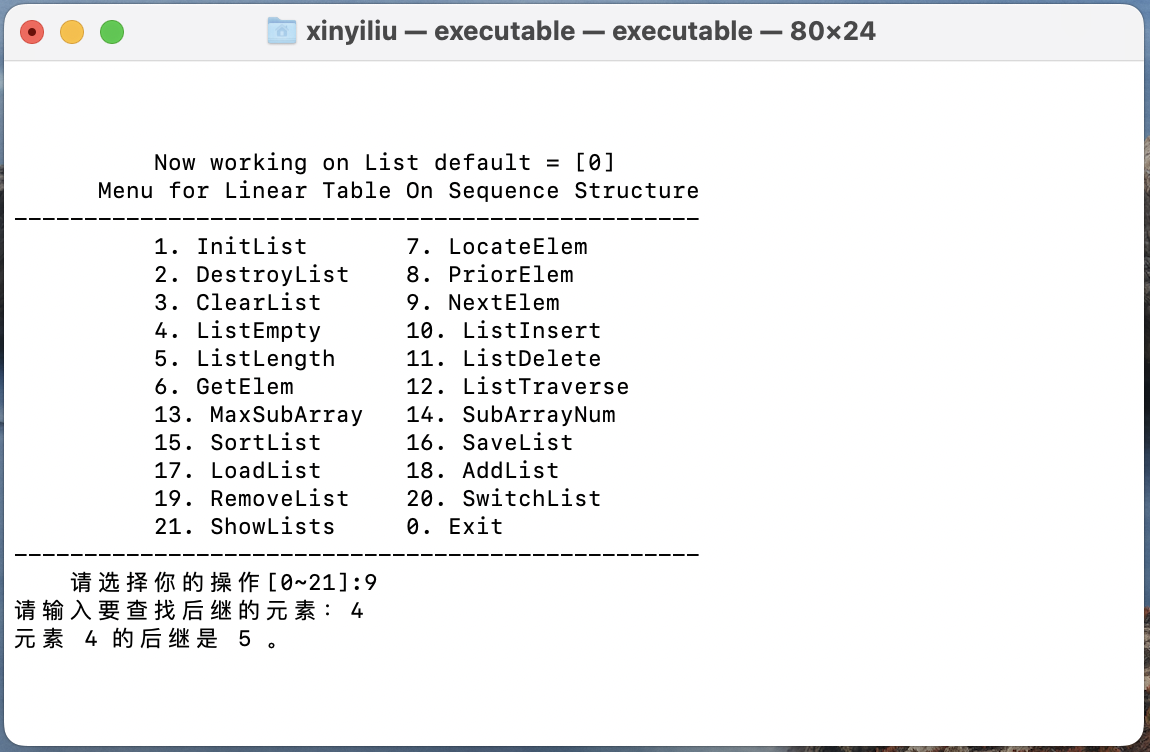 xinyiliu — executable — executable — 80×24
Now working on List default = [0]
Menu for Linear Table On Sequence Structure
-------------------------------------------------
1. InitList 7. LocateElem
2. DestroyList 8. PriorElem
3. ClearList 9. NextElem
4. ListEmpty 10. ListInsert
5. ListLength 11. ListDelete
6. GetElem 12. ListTraverse
13. MaxSubArray 14. SubArrayNum
15. SortList 16. SaveList
17. LoadList 18. AddList
19. RemoveList 20. SwitchList
21. ShowLists 0. Exit
-------------------------------------------------
请选择你的操作[0~21]:9
请输入要查找后继的元素：4
元素 4 的后继是 5 。